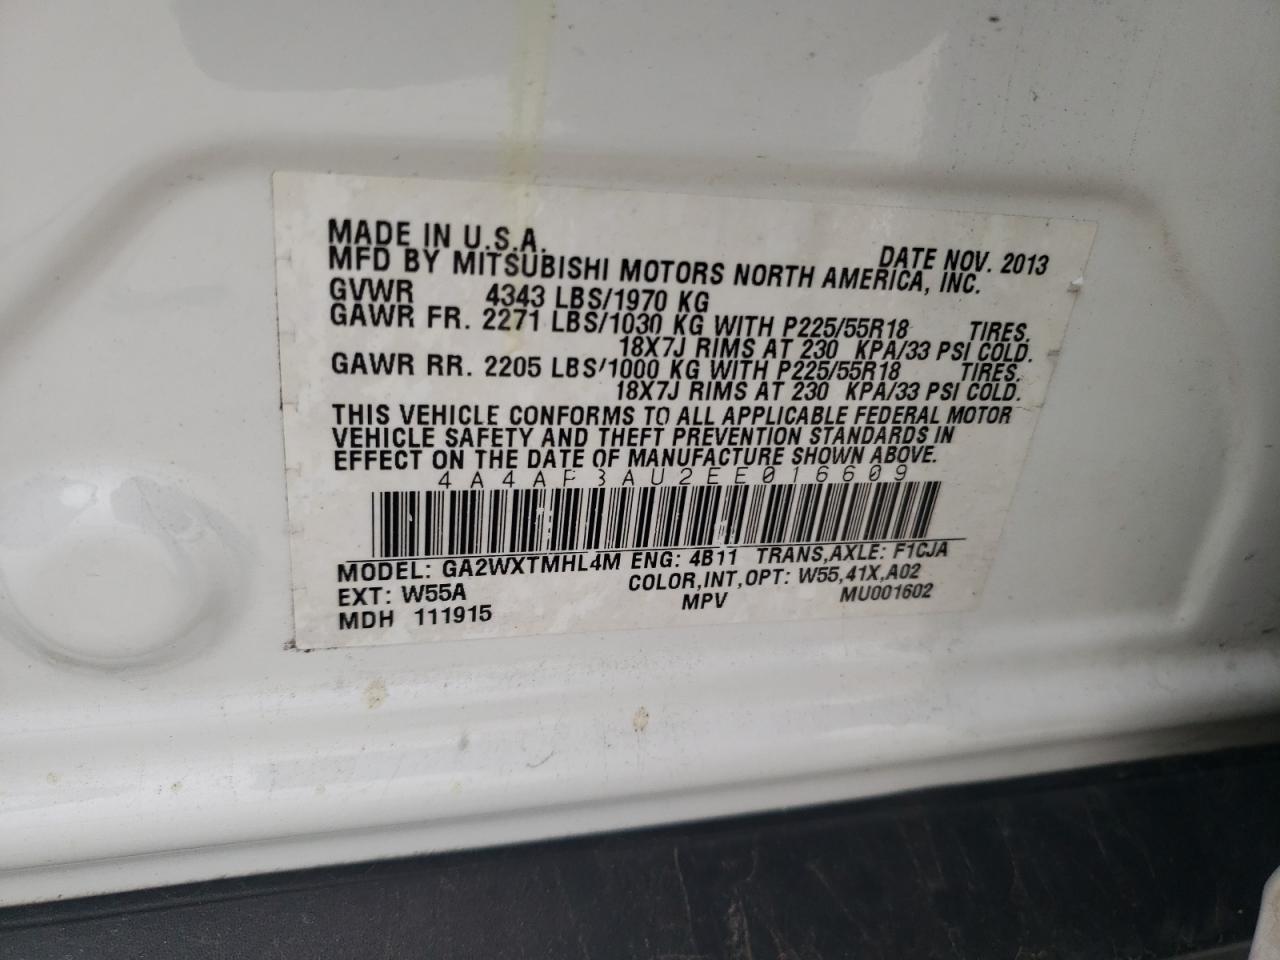 MADE IN U.S.A. DATE NOV. 2013
MFD BY MITSUBISHI MOTORS NORTH AMERICA, INC.
GVWR 4343 LBS/1970 KG
GAWR FR. 2271 LBS/1030 KG WITH P225/55R18 TIRES,
18X7J RIMS AT 230 KPA/33 PSI COLD.
GAWR RR. 2205 LBS/1000 KG WITH P225/55R18 TIRES,
18X7J RIMS AT 230 KPA/33 PSI COLD.
THIS VEHICLE CONFORMS TO ALL APPLICABLE FEDERAL MOTOR
VEHICLE SAFETY AND THEFT PREVENTION STANDARDS IN
EFFECT ON THE DATE OF MANUFACTURE SHOWN ABOVE.
4A4AP3AU2EE016609
MODEL: GA2WXTMHL4M ENG: 4B11 TRANS,AXLE: F1CJA
EXT: W55A COLOR,INT,OPT: W55,41X,A02
MDH 111915 MPV MU001602